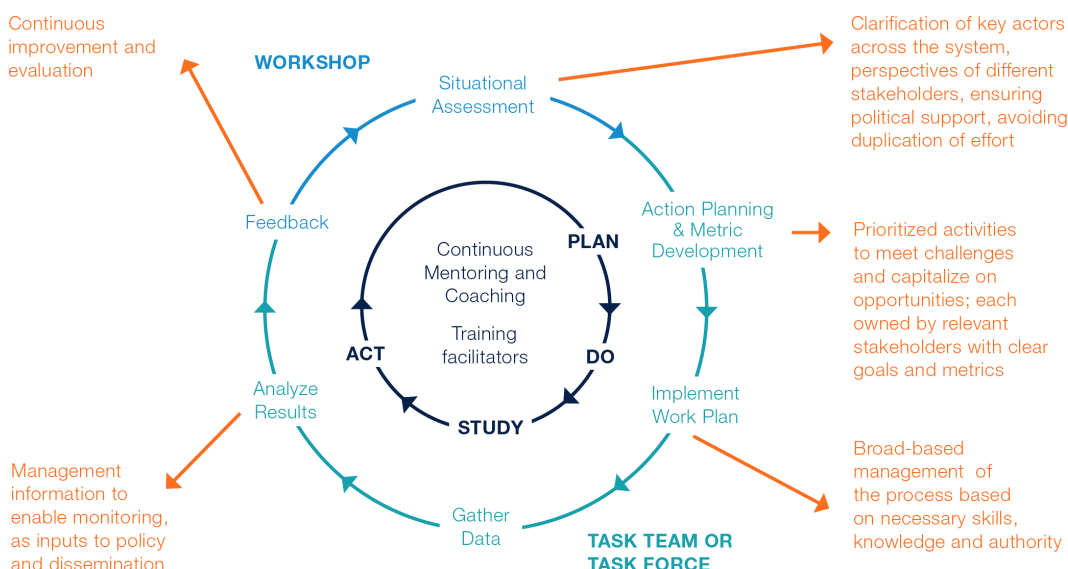 Continuous
improvement and
evaluation
WORKSHOP
Situational
Assessment
Clarification of key actors
across the system,
perspectives of different
stakeholders, ensuring
political support, avoiding
duplication of effort
Feedback
Action Planning
& Metric
Development
Prioritized activities
to meet challenges
and capitalize on
opportunities; each
owned by relevant
stakeholders with clear
goals and metrics
PLAN
Continuous
Mentoring and
Coaching
Training
facilitators
ACT
DO
STUDY
Analyze
Results
Implement
Work Plan
Management
information to
enable monitoring,
as inputs to policy
and dissemination
Gather
Data
TASK TEAM OR
TASK FORCE
Broad-based
management of
the process based
on necessary skills,
knowledge and authority